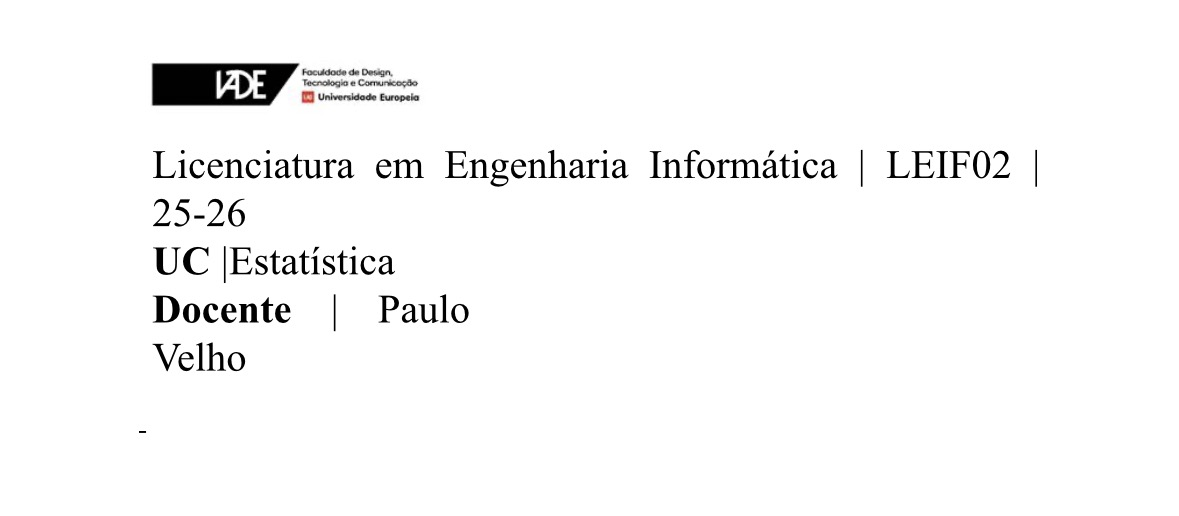 IADE
Faculdade de Design,
Tecnologia e Comunicação
Universidade Europeia
Licenciatura em Engenharia Informática | LEIF02 |
25-26
UC |Estatística
Docente | Paulo
Velho
-